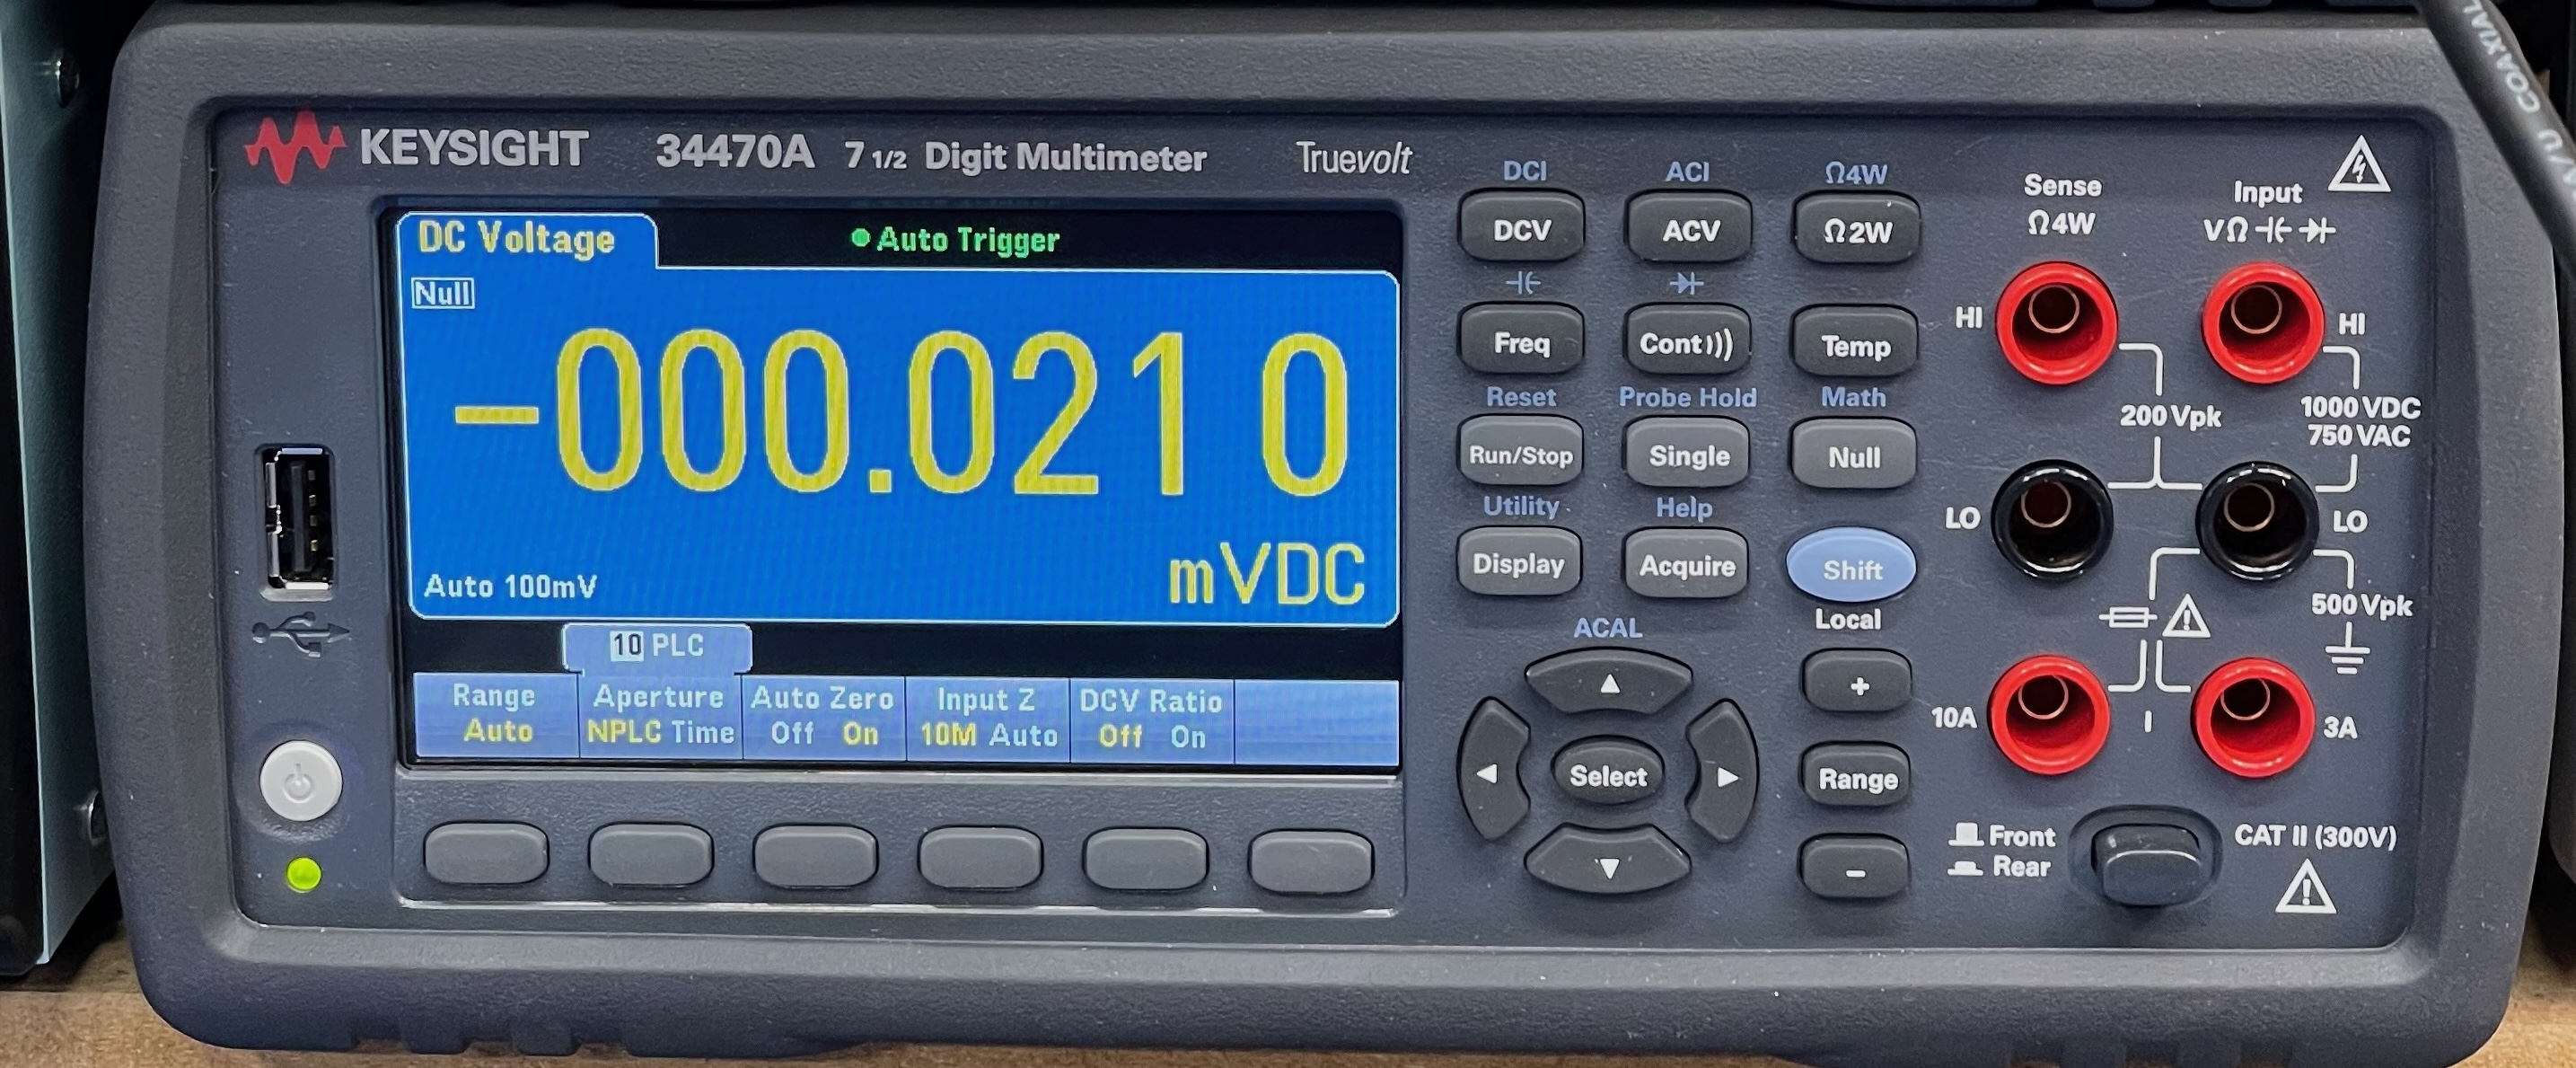 KEYSIGHT 34470A 7 1/2 Digit Multimeter Truevolt
DC Voltage
Auto Trigger
Null
-000.021 0
mVDC
Auto 100mV
10 PLC
Range
Auto
Aperture
NPLC Time
Auto Zero
Off On
Input Z
10M Auto
DCV Ratio
Off On
DCI ACI Ω4W
DCV ACV Ω2W
Freq Cont Temp
Reset Probe Hold Math
Run/Stop Single Null
Utility Help
Display Acquire Shift
Local
ACAL
+
Select
Range
-
Sense
Ω4W
Input
VΩ
HI
HI
200 Vpk
1000 VDC
750 VAC
LO
LO
500 Vpk
10A
I
3A
Front
Rear
CAT II (300V)
/U COAXIAL